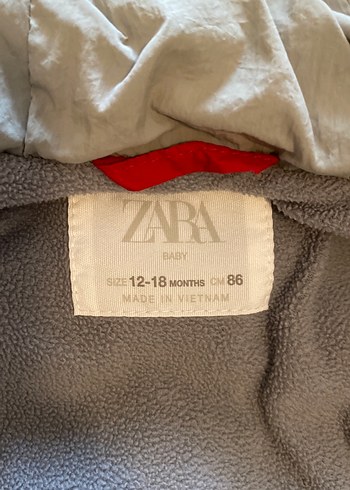 ZARA
BABY
SIZE 12-18 MONTHS CM 86
MADE IN VIETNAM